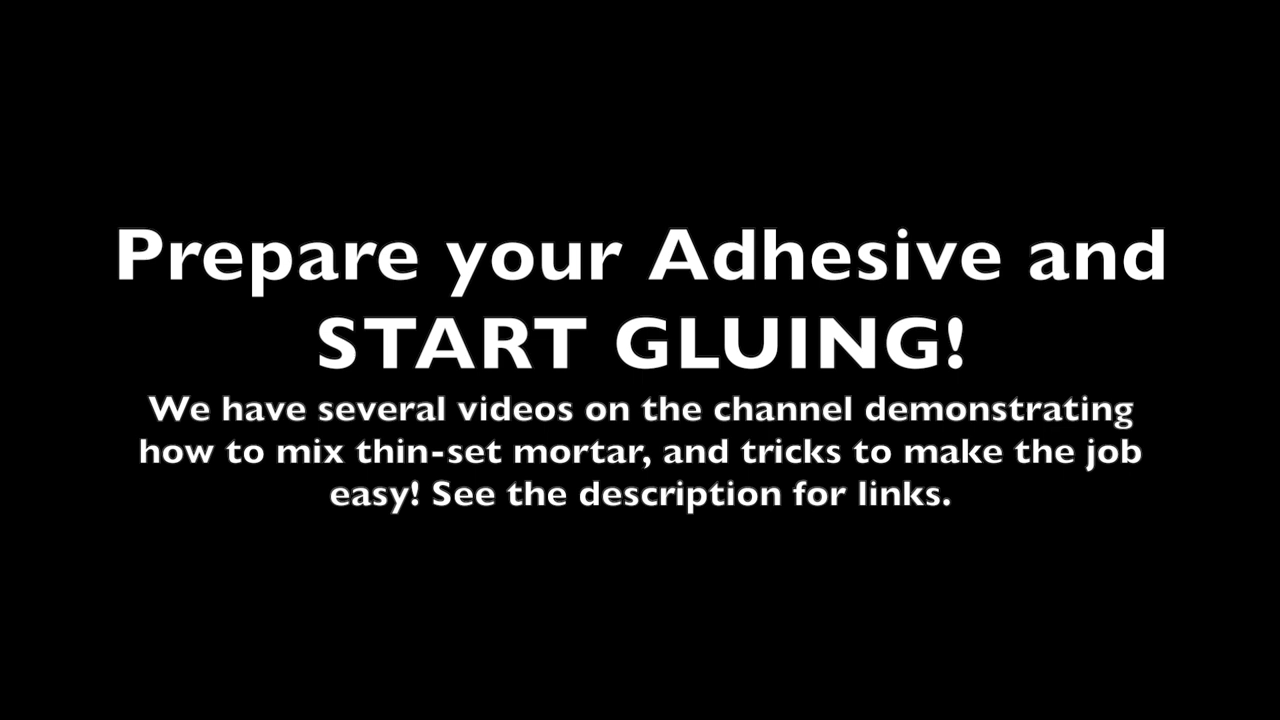 Prepare your Adhesive and
START GLUING!
We have several videos on the channel demonstrating
how to mix thin-set mortar, and tricks to make the job
easy! See the description for links.